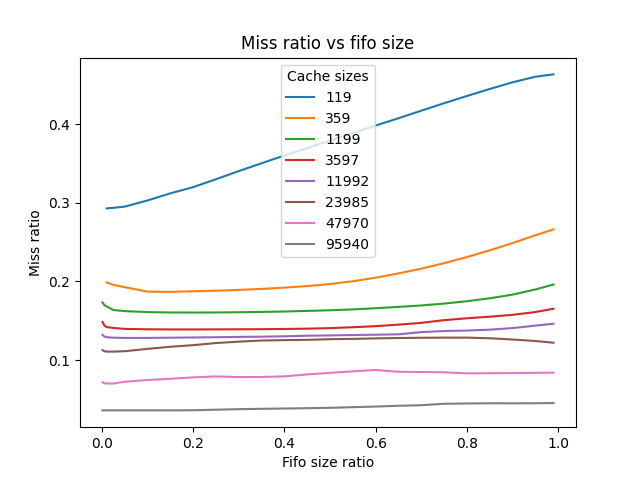 Miss ratio vs fifo size
Cache sizes
119
359
1199
3597
11992
23985
47970
95940
0.4
0.3
0.2
0.1
Miss ratio
0.0 0.2 0.4 0.6 0.8 1.0
Fifo size ratio